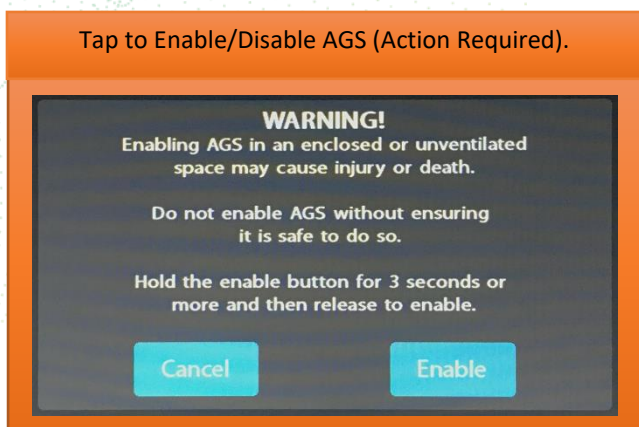 Tap to Enable/Disable AGS (Action Required).
WARNING!
Enabling AGS in an enclosed or unventilated
space may cause injury or death.
Do not enable AGS without ensuring
it is safe to do so.
Hold the enable button for 3 seconds or
more and then release to enable.
Cancel
Enable